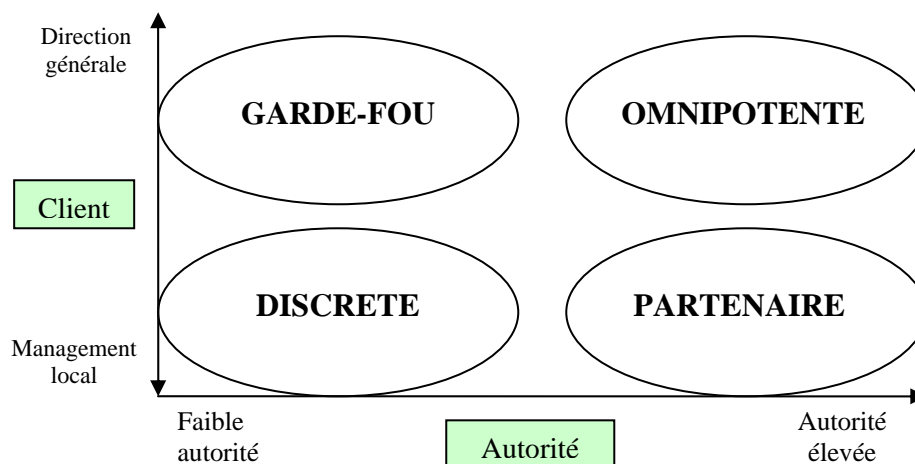 Direction
générale
GARDE-FOU
OMNIPOTENTE
Client
DISCRETE
PARTENAIRE
Management
local
Faible
autorité
Autorité
Autorité
élevée